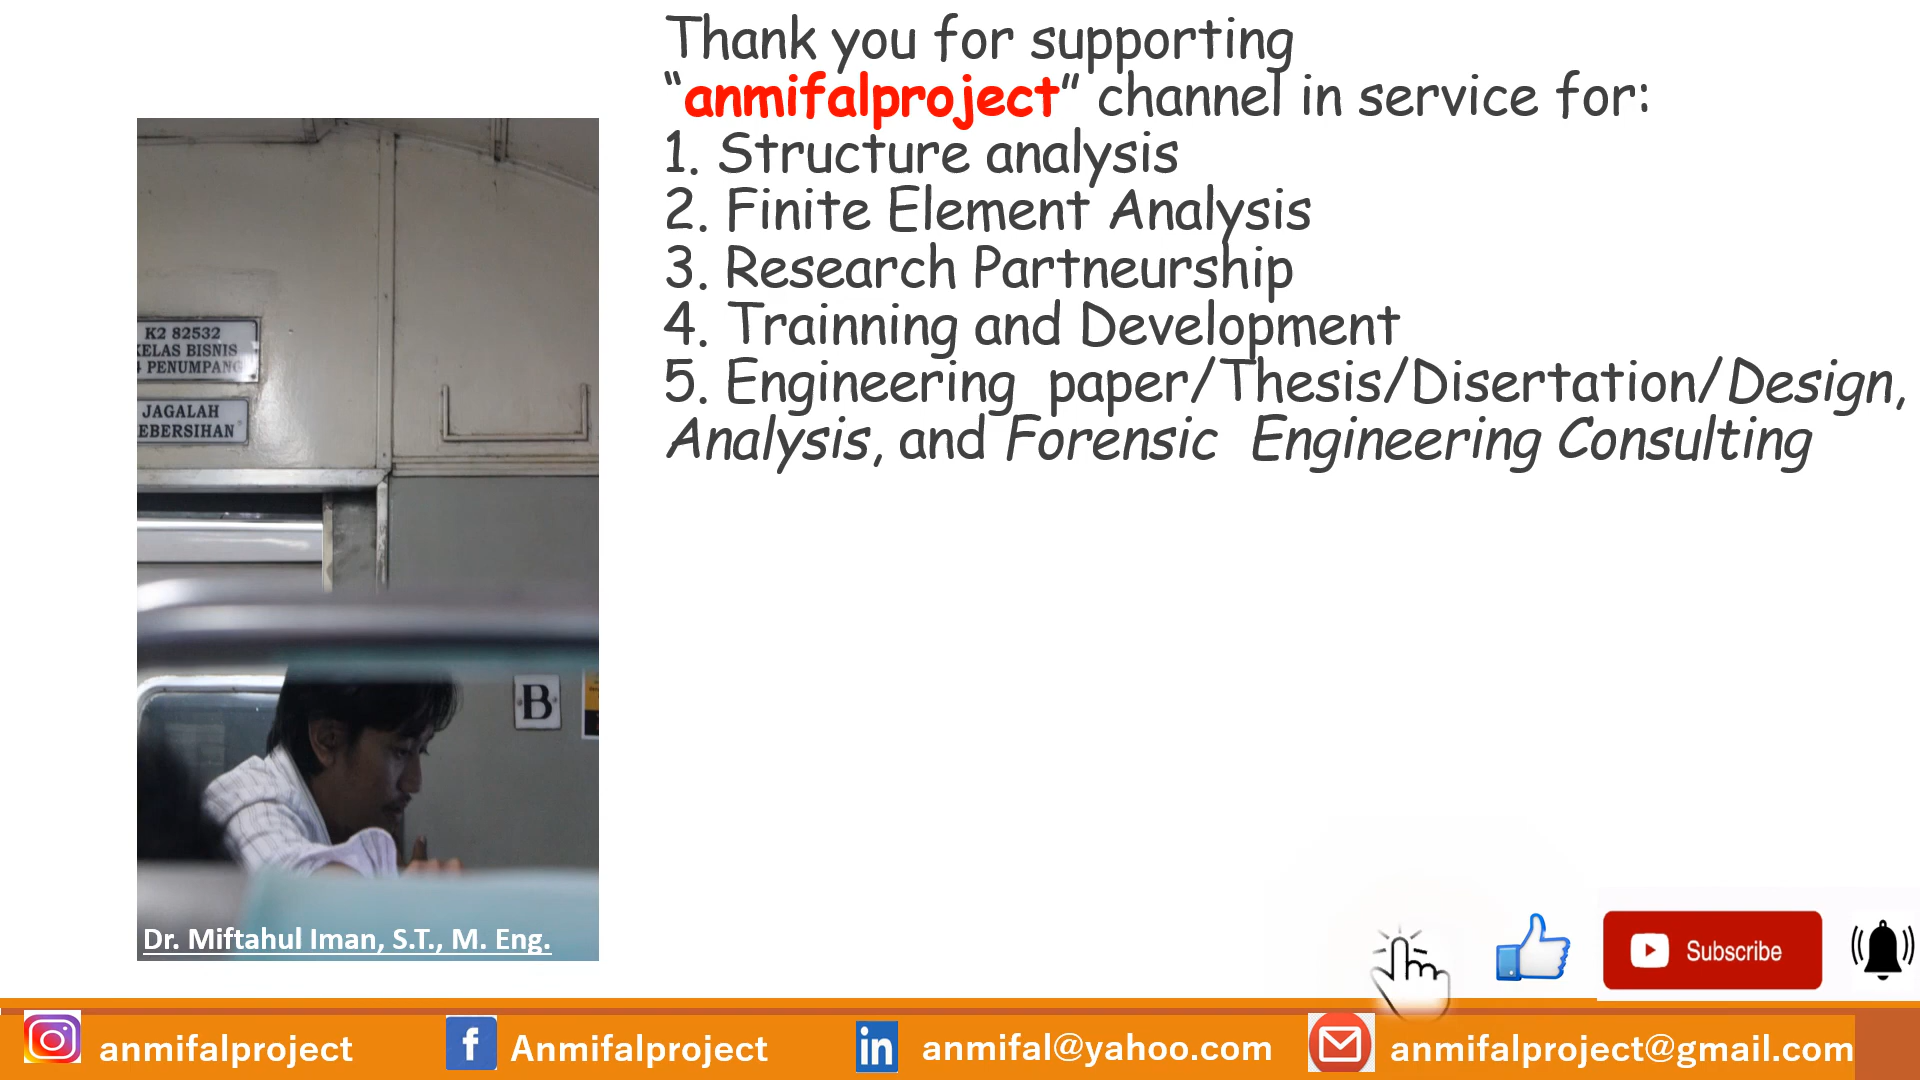 Thank you for supporting
“anmifalproject” channel in service for:
1. Structure analysis
2. Finite Element Analysis
3. Research Partneurship
4. Trainning and Development
5. Engineering paper/Thesis/Disertation/Design,
Analysis, and Forensic Engineering Consulting
K2 82532
KELAS BISNIS
PENUMPANG
JAGALAH
EBERSIHAN
B
Dr. Miftahul Iman, S.T., M. Eng.
Subscribe
anmifalproject
Anmifalproject
anmifal@yahoo.com
anmifalproject@gmail.com